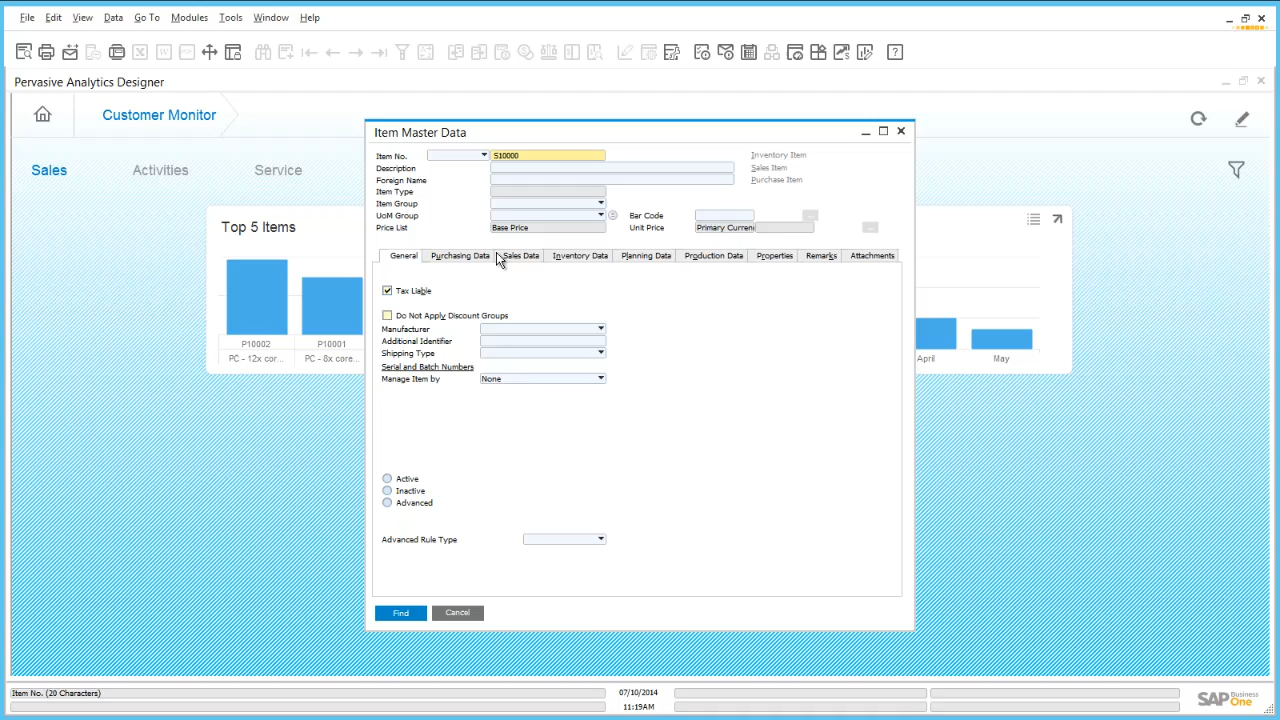 File Edit View Data Go To Modules Tools Window Help
Pervasive Analytics Designer
Customer Monitor
Sales Activities Service
Top 5 Items
P10002 P10001
PC - 12x cor... PC - 8x core...
April May
Item Master Data
Item No. S10000 Inventory Item
Description Sales Item
Foreign Name Purchase Item
Item Type
Item Group
UoM Group Bar Code
Price List Base Price Unit Price Primary Curren
General Purchasing Data Sales Data Inventory Data Planning Data Production Data Properties Remarks Attachments
Tax Liable
Do Not Apply Discount Groups
Manufacturer
Additional Identifier
Shipping Type
Serial and Batch Numbers
Manage Item by None
Active
Inactive
Advanced
Advanced Rule Type
Find Cancel
Item No. (20 Characters) 07/10/2014
11:19AM
SAP Business One